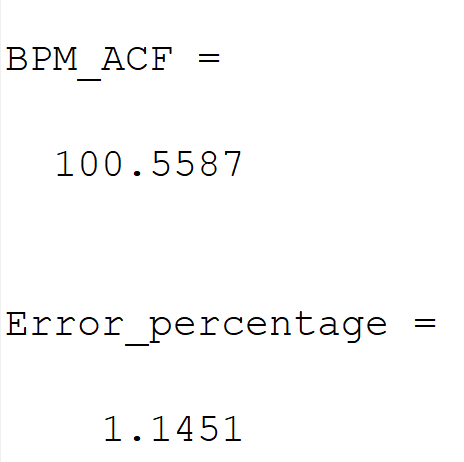 BPM_ACF =
100.5587
Error_percentage =
1.1451